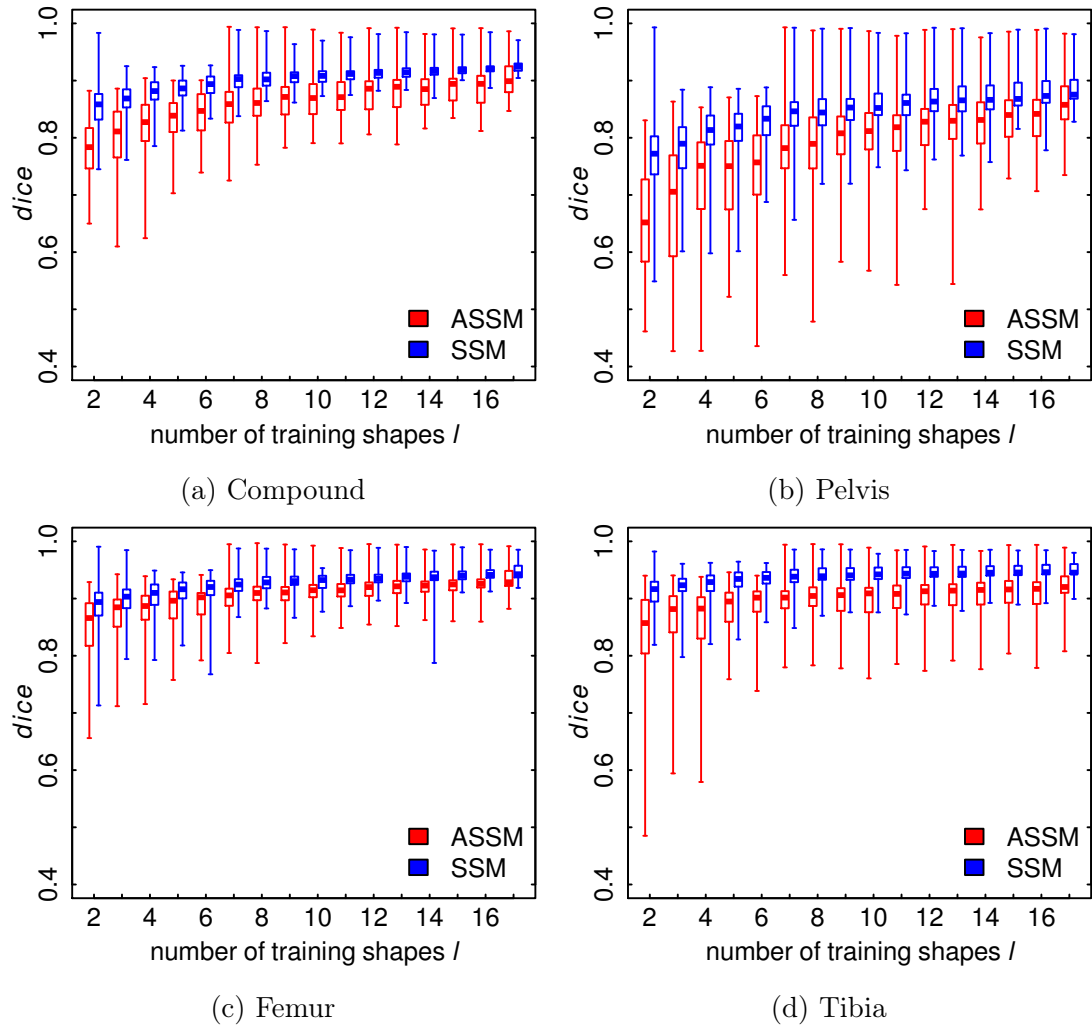 1.0
0.8
0.6
0.4
dice
ASSM
SSM
2 4 6 8 10 12 14 16
number of training shapes l
(a) Compound
1.0
0.8
0.6
0.4
dice
ASSM
SSM
2 4 6 8 10 12 14 16
number of training shapes l
(b) Pelvis
1.0
0.8
0.6
0.4
dice
ASSM
SSM
2 4 6 8 10 12 14 16
number of training shapes l
(c) Femur
1.0
0.8
0.6
0.4
dice
ASSM
SSM
2 4 6 8 10 12 14 16
number of training shapes l
(d) Tibia